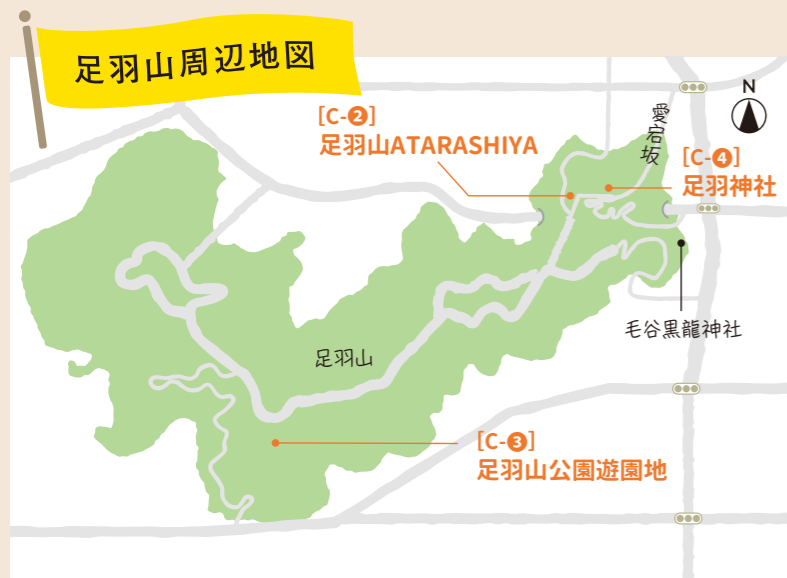 足羽山周辺地図
N
愛宕坂
[C-❷]
足羽山ATARASHIYA
[C-❹]
足羽神社
毛谷黒龍神社
足羽山
[C-❸]
足羽山公園遊園地